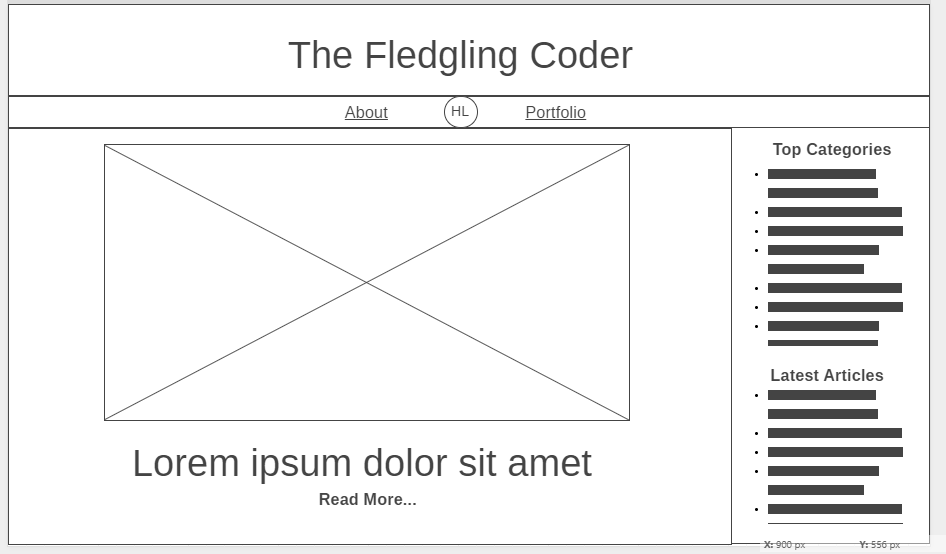 The Fledgling Coder
About HL Portfolio
Top Categories
Latest Articles
Lorem ipsum dolor sit amet
Read More...
X: 900 px Y: 556 px